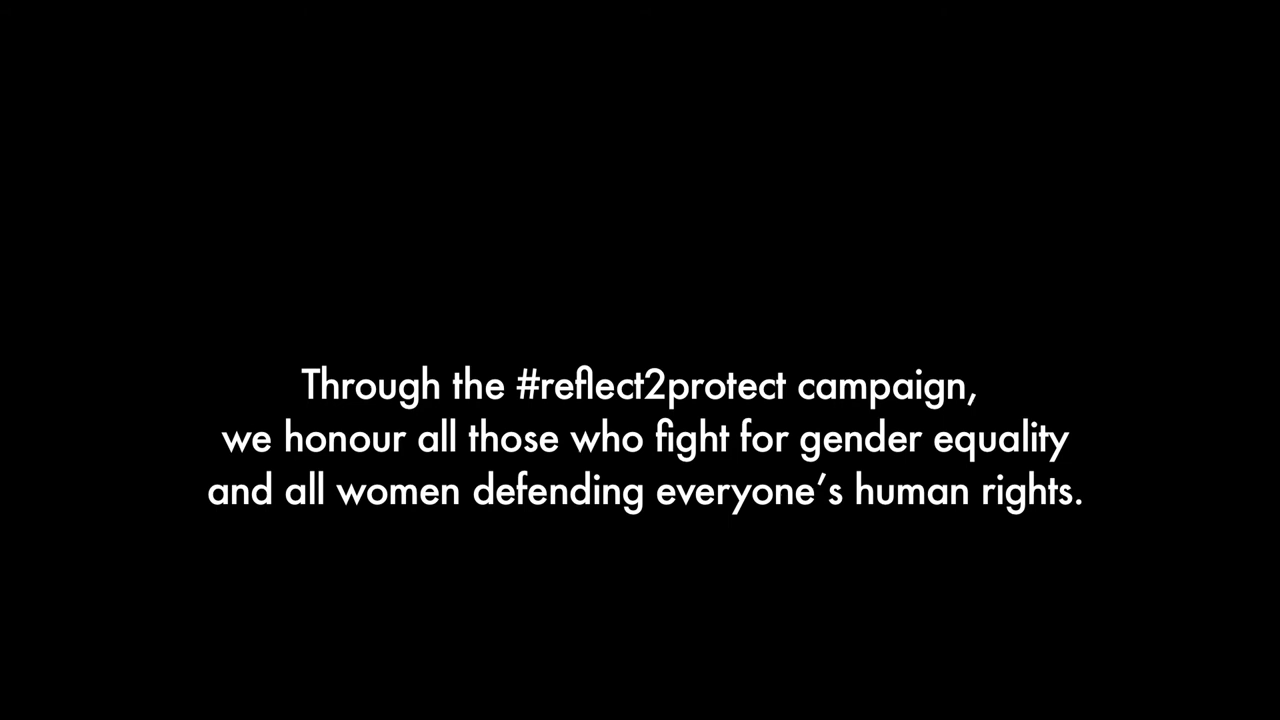 Through the #reflect2protect campaign,
we honour all those who fight for gender equality
and all women defending everyone’s human rights.